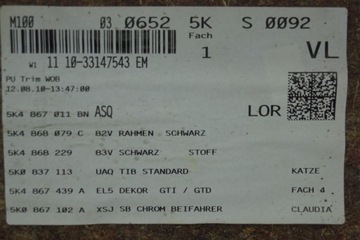 M100 03 0652 5K S 0092
Fach
1 VL
W1 11 10-33147543 EM
PU Trim WOB
12.08.10-13:47:00
5K4 867 011 BN ASQ LOR
5K4 868 079 C B2V RAHMEN SCHWARZ
5K4 868 229 B3V SCHWARZ STOFF
5K0 837 113 UAQ TIB STANDARD KATZE
5K4 867 439 A EL5 DEKOR GTI / GTD FACH 4
5K0 867 102 A XSJ SB CHROM BEIFAHRER CLAUDIA